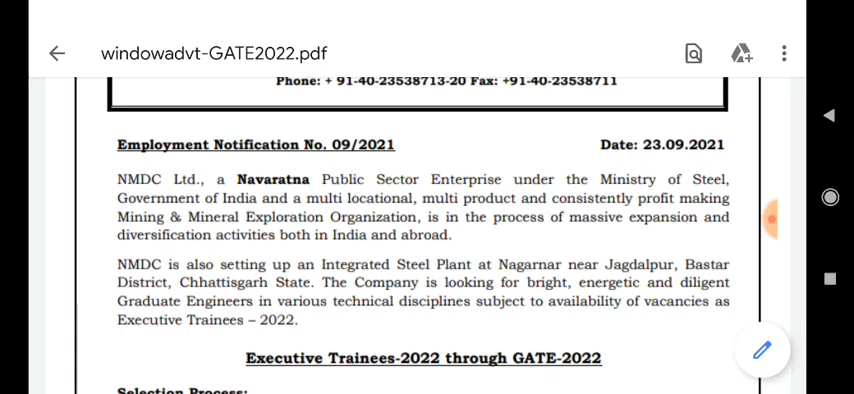 windowadvt-GATE2022.pdf
Phone: + 91-40-23538713-20 Fax: +91-40-23538711
Employment Notification No. 09/2021 Date: 23.09.2021
NMDC Ltd., a Navaratna Public Sector Enterprise under the Ministry of Steel,
Government of India and a multi locational, multi product and consistently profit making
Mining & Mineral Exploration Organization, is in the process of massive expansion and
diversification activities both in India and abroad.
NMDC is also setting up an Integrated Steel Plant at Nagarnar near Jagdalpur, Bastar
District, Chhattisgarh State. The Company is looking for bright, energetic and diligent
Graduate Engineers in various technical disciplines subject to availability of vacancies as
Executive Trainees – 2022.
Executive Trainees-2022 through GATE-2022
Selection Process: